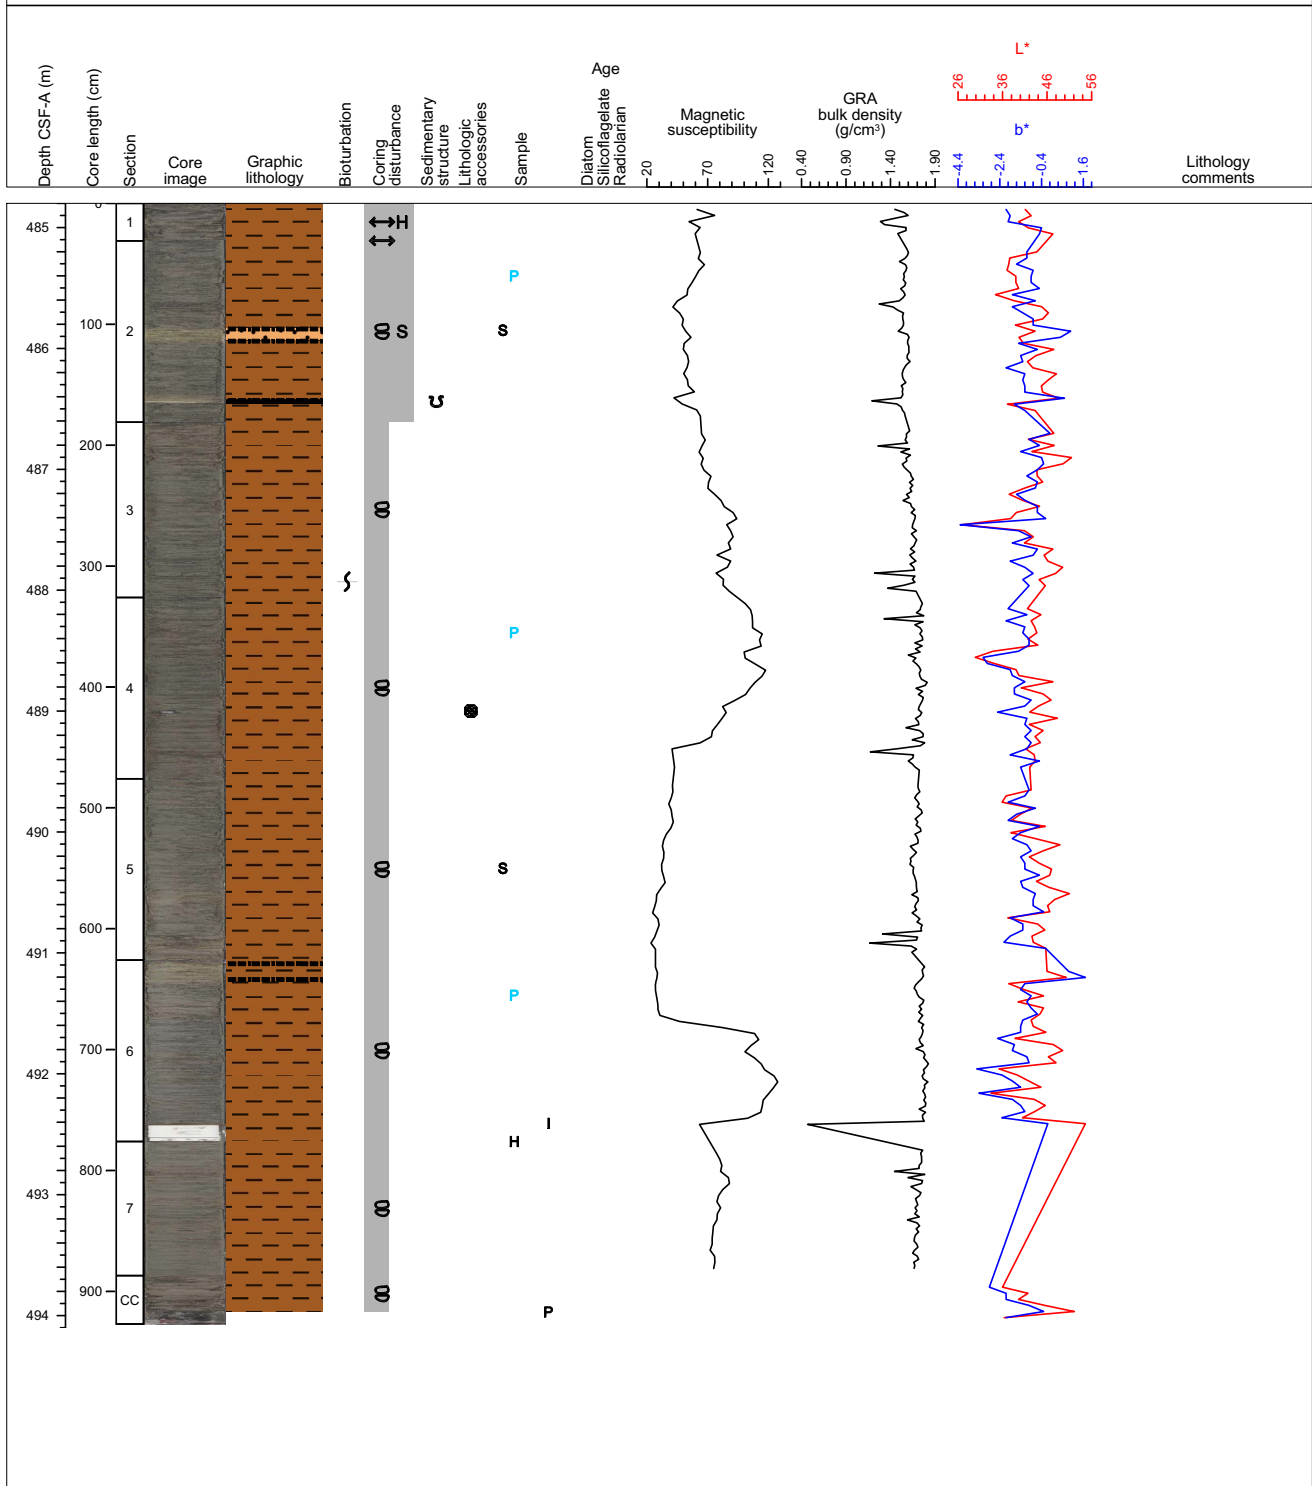 Depth CSF-A (m)
Core length (cm)
Section
Core
image
Graphic
lithology
Bioturbation
Coring
disturbance
Sedimentary
structure
Lithologic
accessories
Sample
Age
Diatom
Silicoflagelate
Radiolarian
Magnetic
susceptibility
20 70 120
GRA
bulk density
(g/cm³)
0.40 0.90 1.40 1.90
L*
26 36 46 56
b*
-4.4 -2.4 -0.4 1.6
Lithology
comments
0
485 1 H
P
100 2 S S
486
200
487
3
300
488
P
400 4
489
500
490
5 S
600
491
P
700 6
492
I
H
800
493 7
900 CC
494 P